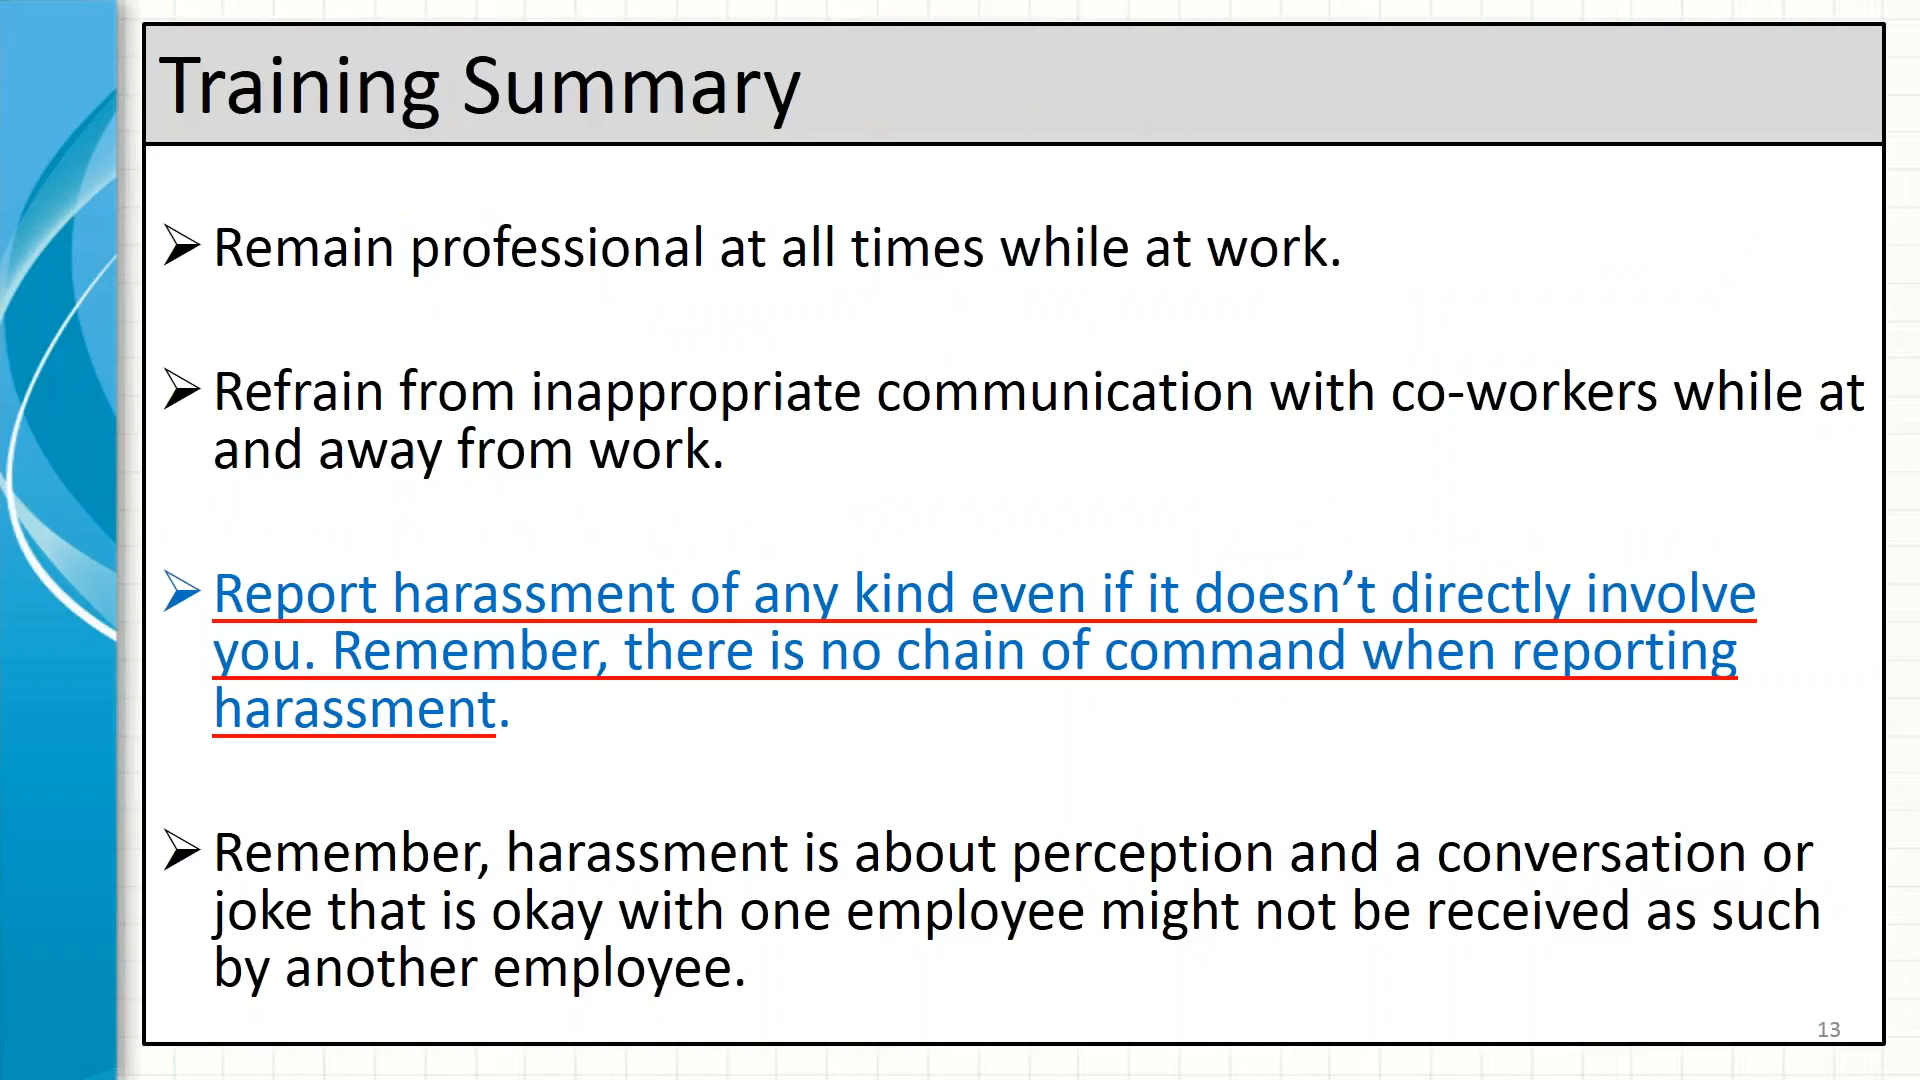 Training Summary
Remain professional at all times while at work.
Refrain from inappropriate communication with co-workers while at
and away from work.
Report harassment of any kind even if it doesn’t directly involve
you. Remember, there is no chain of command when reporting
harassment.
Remember, harassment is about perception and a conversation or
joke that is okay with one employee might not be received as such
by another employee.
13